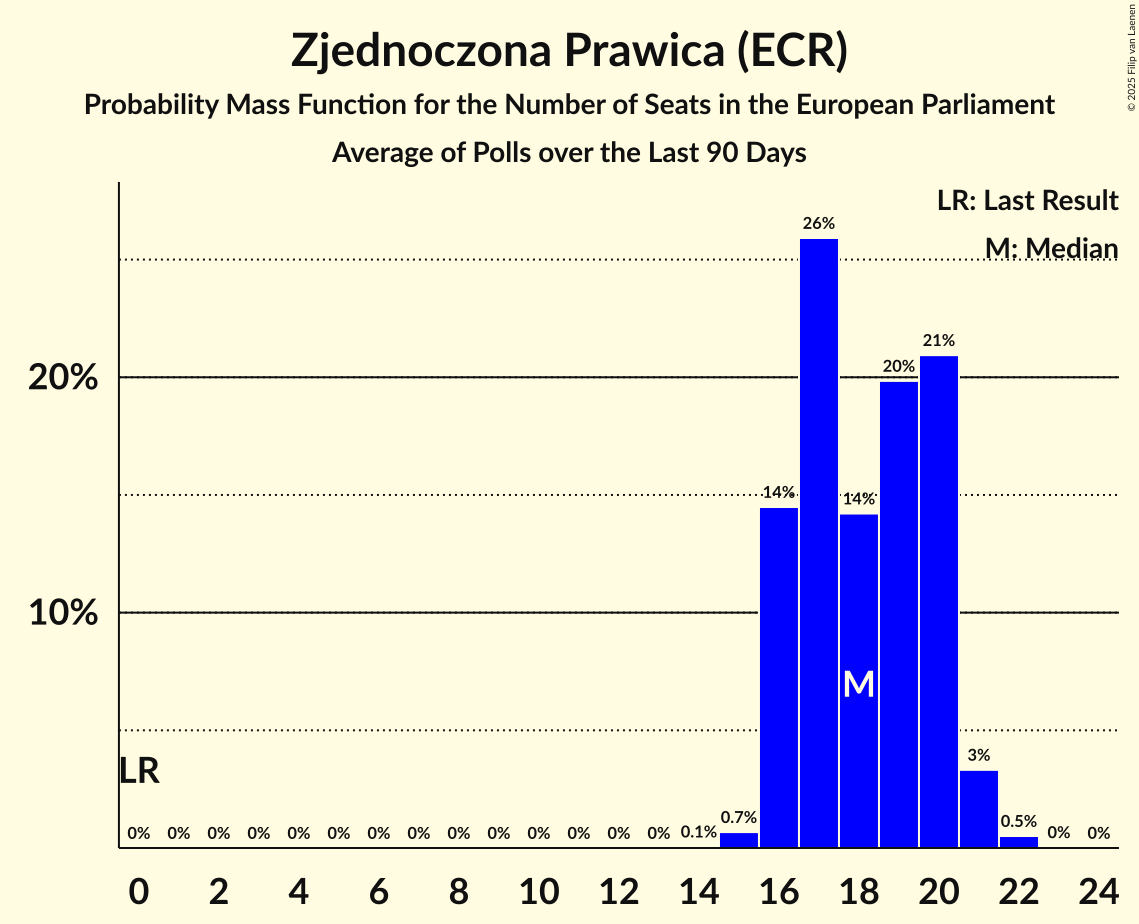 Zjednoczona Prawica (ECR)
Probability Mass Function for the Number of Seats in the European Parliament
Average of Polls over the Last 90 Days
© 2025 Filip van Laenen
LR: Last Result
M: Median
26%
21%
20%
20%
14%
14%
10%
M
LR
3%
0% 0% 0% 0% 0% 0% 0% 0% 0% 0% 0% 0% 0% 0% 0.1% 0.7% 0.5% 0% 0%
0 2 4 6 8 10 12 14 16 18 20 22 24